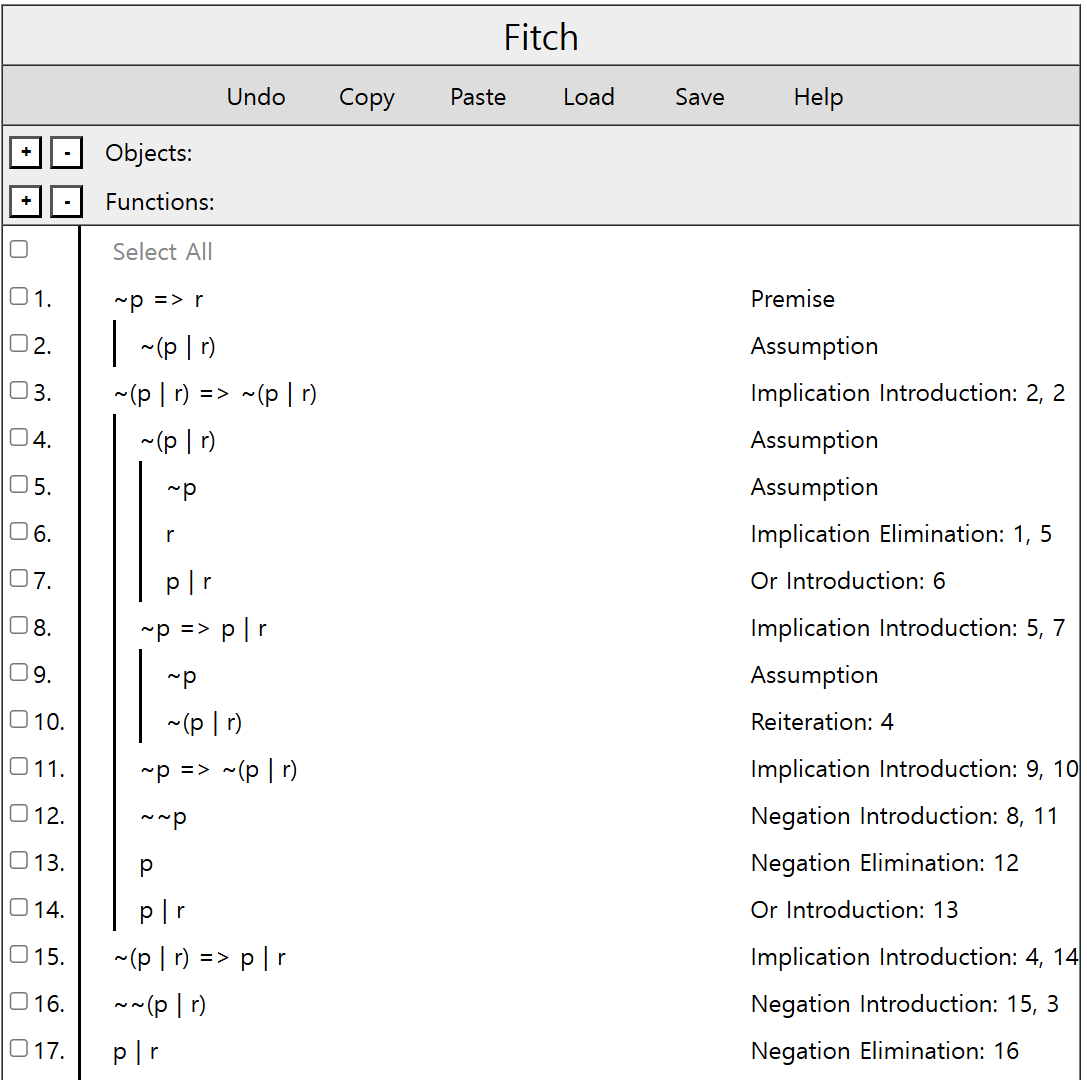 Fitch
Undo Copy Paste Load Save Help
+ - Objects:
+ - Functions:
Select All
1. ~p => r Premise
2. ~(p | r) Assumption
3. ~(p | r) => ~(p | r) Implication Introduction: 2, 2
4. ~(p | r) Assumption
5. ~p Assumption
6. r Implication Elimination: 1, 5
7. p | r Or Introduction: 6
8. ~p => p | r Implication Introduction: 5, 7
9. ~p Assumption
10. ~(p | r) Reiteration: 4
11. ~p => ~(p | r) Implication Introduction: 9, 10
12. ~~p Negation Introduction: 8, 11
13. p Negation Elimination: 12
14. p | r Or Introduction: 13
15. ~(p | r) => p | r Implication Introduction: 4, 14
16. ~~(p | r) Negation Introduction: 15, 3
17. p | r Negation Elimination: 16